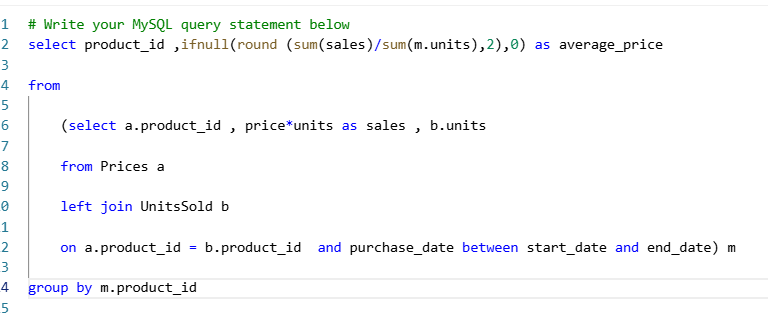 1 # Write your MySQL query statement below
2 select product_id ,ifnull(round (sum(sales)/sum(m.units),2),0) as average_price
3
4 from
5
6 (select a.product_id , price*units as sales , b.units
7
8 from Prices a
9
0 left join UnitsSold b
1
2 on a.product_id = b.product_id  and purchase_date between start_date and end_date) m
3
4 group by m.product_id
5